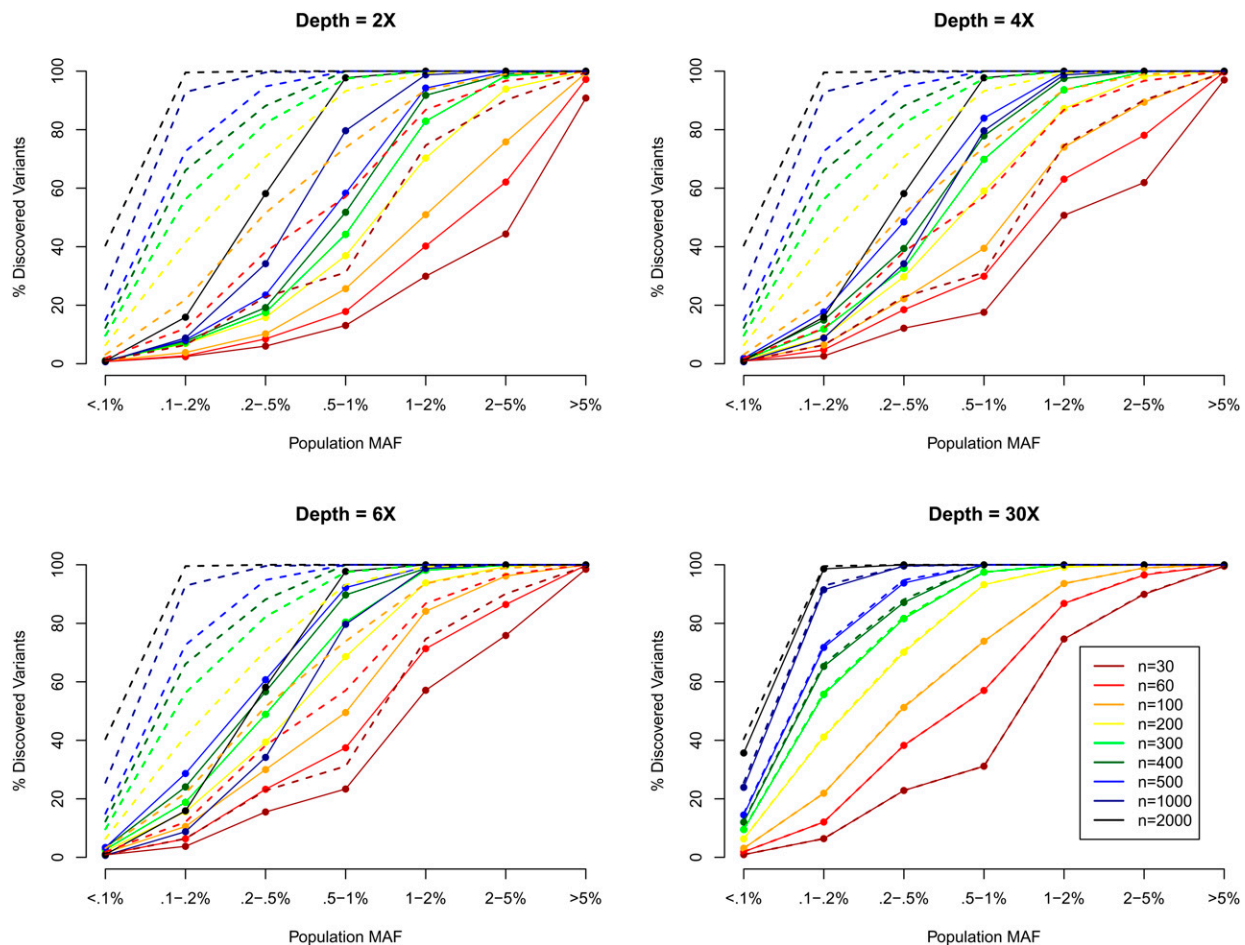 Depth = 2X
% Discovered Variants
100
80
60
40
20
0
<.1% .1−.2% .2−.5% .5−1% 1−2% 2−5% >5%
Population MAF
Depth = 4X
% Discovered Variants
100
80
60
40
20
0
<.1% .1−.2% .2−.5% .5−1% 1−2% 2−5% >5%
Population MAF
Depth = 6X
% Discovered Variants
100
80
60
40
20
0
<.1% .1−.2% .2−.5% .5−1% 1−2% 2−5% >5%
Population MAF
Depth = 30X
% Discovered Variants
100
80
60
40
20
0
n=30
n=60
n=100
n=200
n=300
n=400
n=500
n=1000
n=2000
<.1% .1−.2% .2−.5% .5−1% 1−2% 2−5% >5%
Population MAF